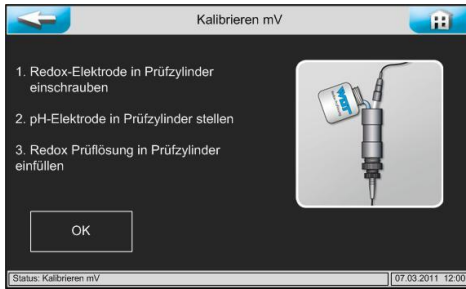 Kalibrieren mV
1. Redox-Elektrode in Prüfzylinder
einschrauben
2. pH-Elektrode in Prüfzylinder stellen
3. Redox Prüflösung in Prüfzylinder
einfüllen
OK
Status: Kalibrieren mV
07.03.2011 12:00